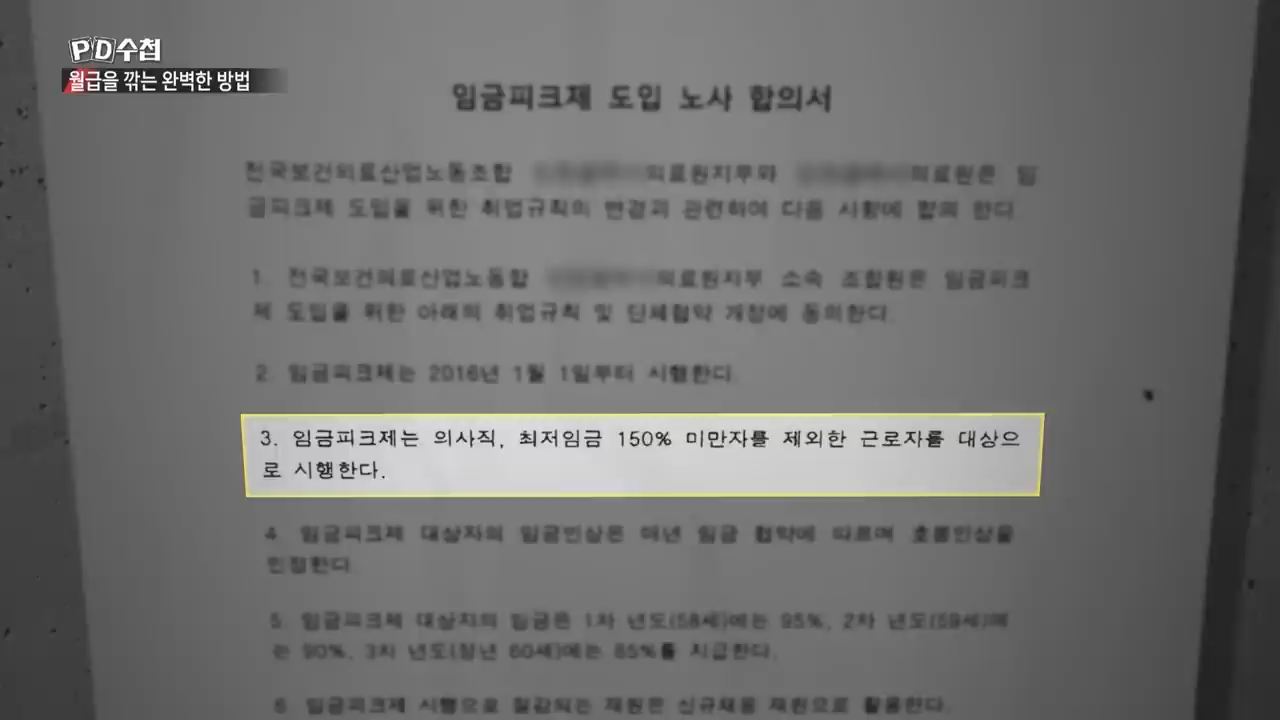 PD수첩
월급을 깎는 완벽한 방법
임금피크제 도입 노사 합의서
전국보건의료산업노동조합 의료원지부와 의료원은 임
금피크제 도입을 위한 취업규칙의 변경과 관련하여 다음 사항에 합의 한다.
1. 전국보건의료산업노동합 의료원지부 소속 조합원은 임금피크
제 도입을 위한 아래의 취업규칙 및 단체협약 개정에 동의한다.
2. 임금피크제는 2016년 1월 1일부터 시행한다.
3. 임금피크제는 의사직, 최저임금 150% 미만자를 제외한 근로자를 대상으
로 시행한다.
4. 임금피크제 대상자의 임금인상은 매년 임금 협약에 따르며 호봉인상을
인정한다.
5. 임금피크제 대상자의 임금은 1차 년도(58세)에는 95%, 2차 년도(59세)에
는 90%, 3차 년도(정년 60세)에는 85%를 지급한다.
6. 임금피크제 시행으로 절감되는 재원은 신규채용 재원으로 활용한다.